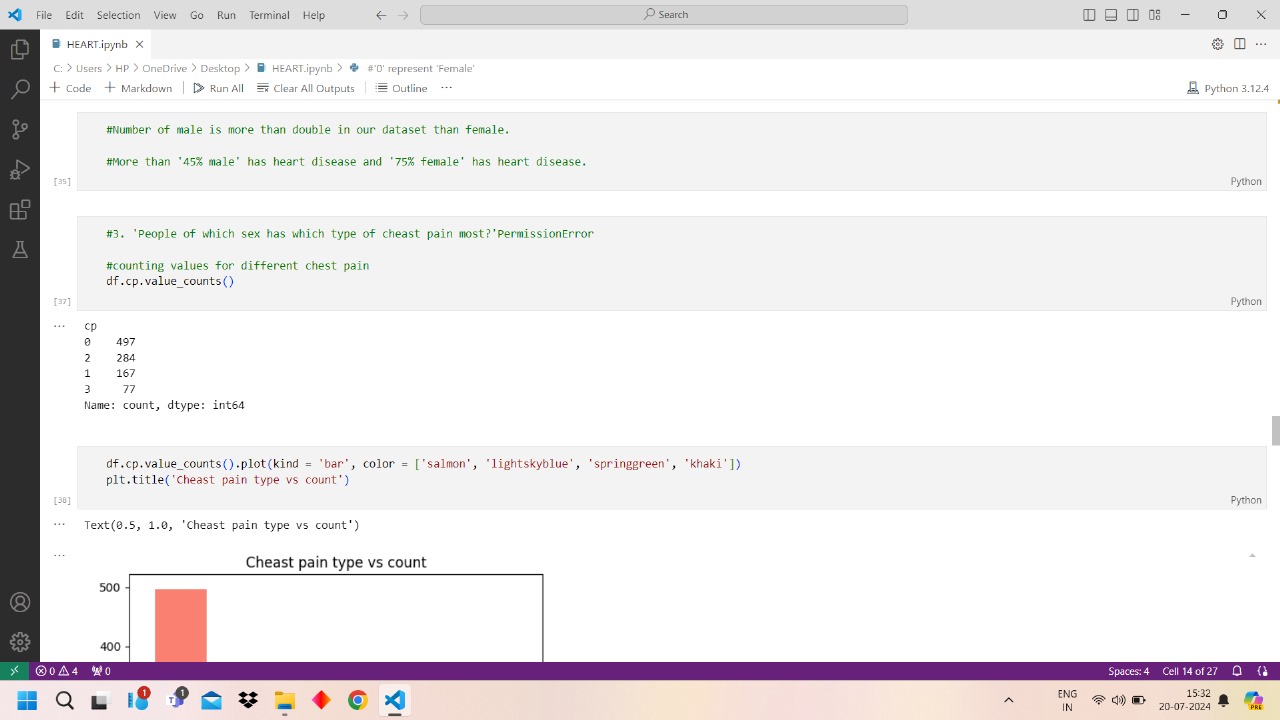 File Edit Selection View Go Run Terminal Help Search
HEART.ipynb
C: > Users > HP > OneDrive > Desktop > HEART.ipynb > #'0' represent 'Female'
+ Code + Markdown | Run All Clear All Outputs | Outline ... Python 3.12.4
#Number of male is more than double in our dataset than female.
#More than '45% male' has heart disease and '75% female' has heart disease.
[35] Python
#3. 'People of which sex has which type of cheast pain most?'PermissionError
#counting values for different chest pain
df.cp.value_counts()
[37] Python
... cp
0 497
2 284
1 167
3 77
Name: count, dtype: int64
df.cp.value_counts().plot(kind = 'bar', color = ['salmon', 'lightskyblue', 'springgreen', 'khaki'])
plt.title('Cheast pain type vs count')
[38] Python
... Text(0.5, 1.0, 'Cheast pain type vs count')
...
Cheast pain type vs count
500
400
0 4 0 Spaces: 4 Cell 14 of 27
1 1 ENG 15:32
IN 20-07-2024 PRE